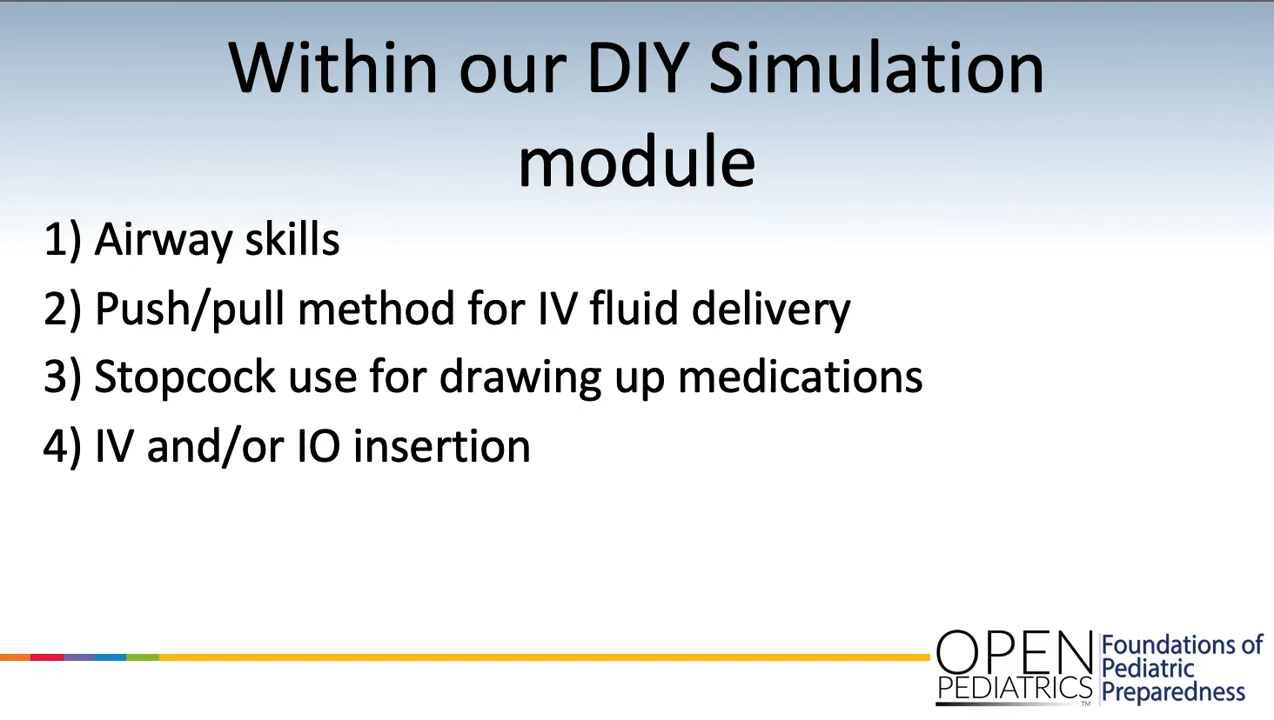 Within our DIY Simulation
module
1) Airway skills
2) Push/pull method for IV fluid delivery
3) Stopcock use for drawing up medications
4) IV and/or IO insertion
OPEN
PEDIATRICS™
Foundations of
Pediatric
Preparedness